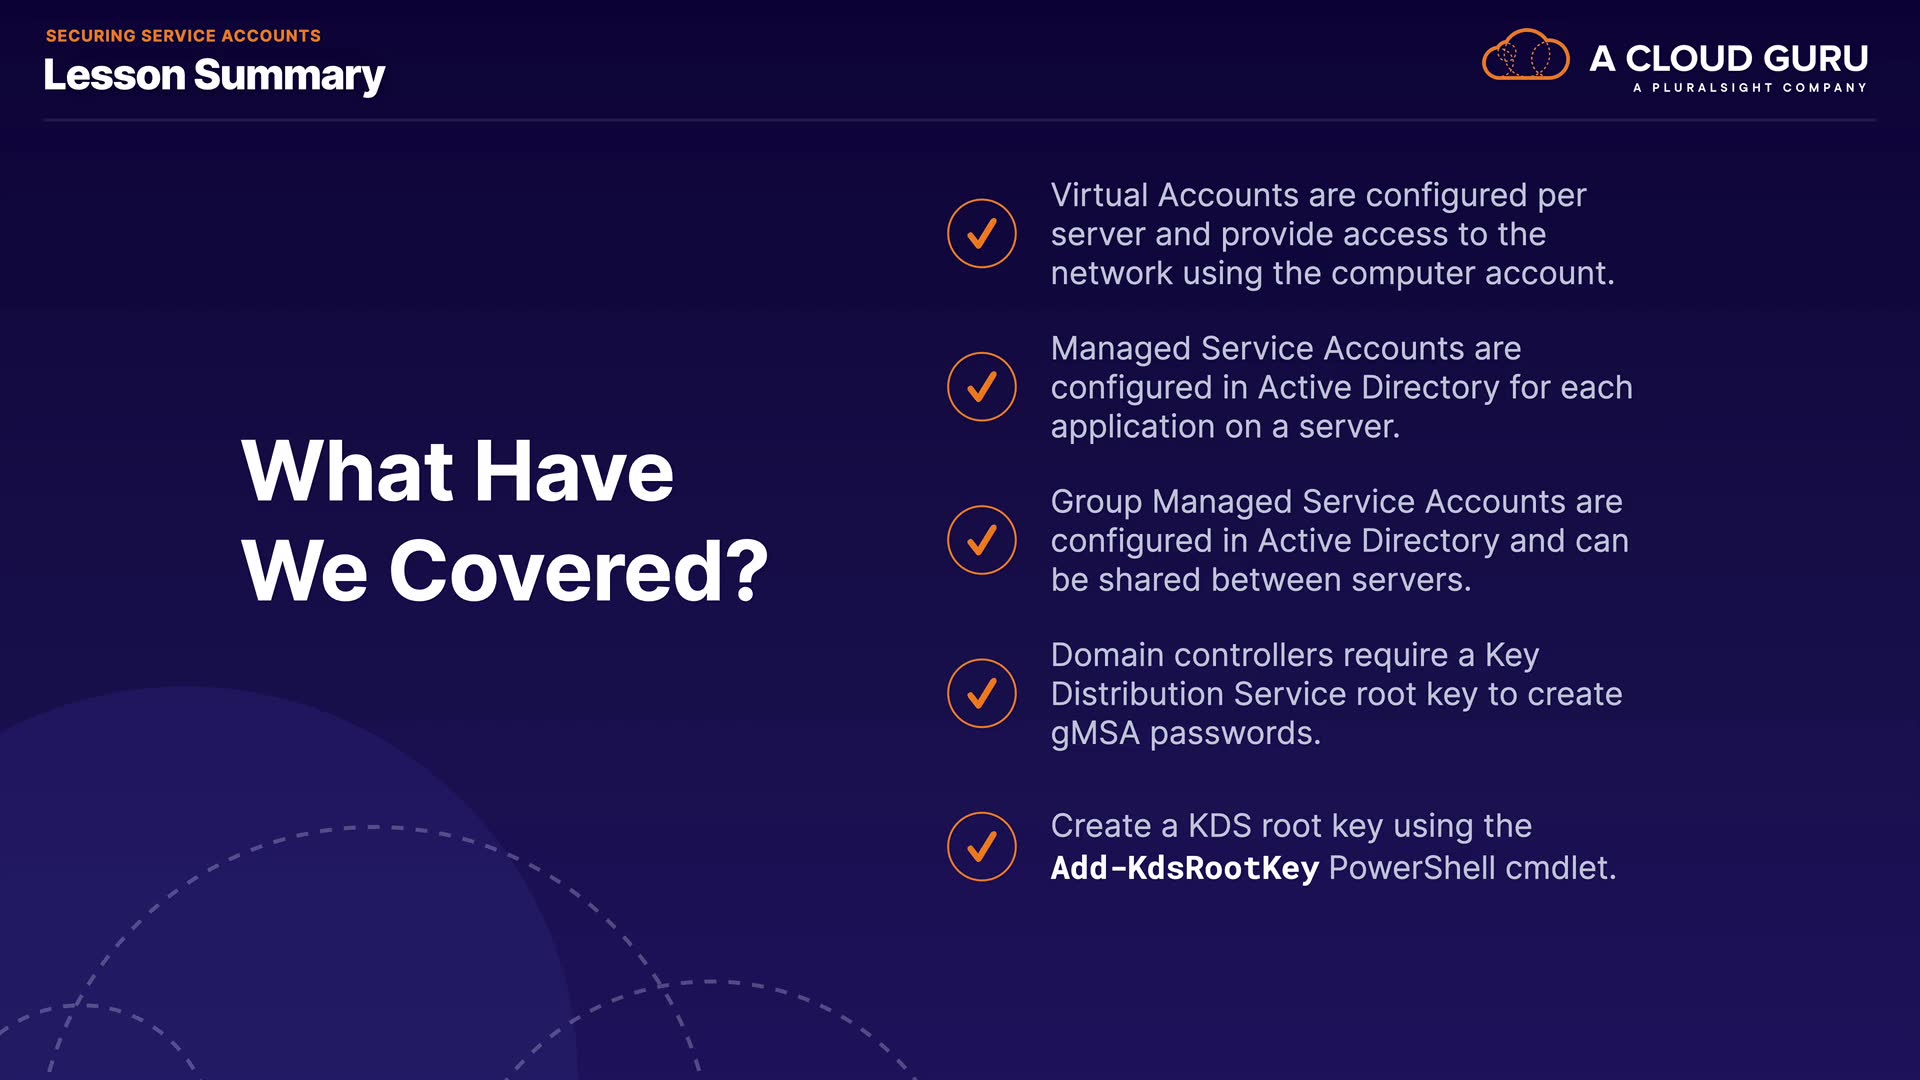 SECURING SERVICE ACCOUNTS
Lesson Summary
A CLOUD GURU
A PLURALSIGHT COMPANY
What Have
We Covered?
Virtual Accounts are configured per
server and provide access to the
network using the computer account.
Managed Service Accounts are
configured in Active Directory for each
application on a server.
Group Managed Service Accounts are
configured in Active Directory and can
be shared between servers.
Domain controllers require a Key
Distribution Service root key to create
gMSA passwords.
Create a KDS root key using the
Add-KdsRootKey PowerShell cmdlet.